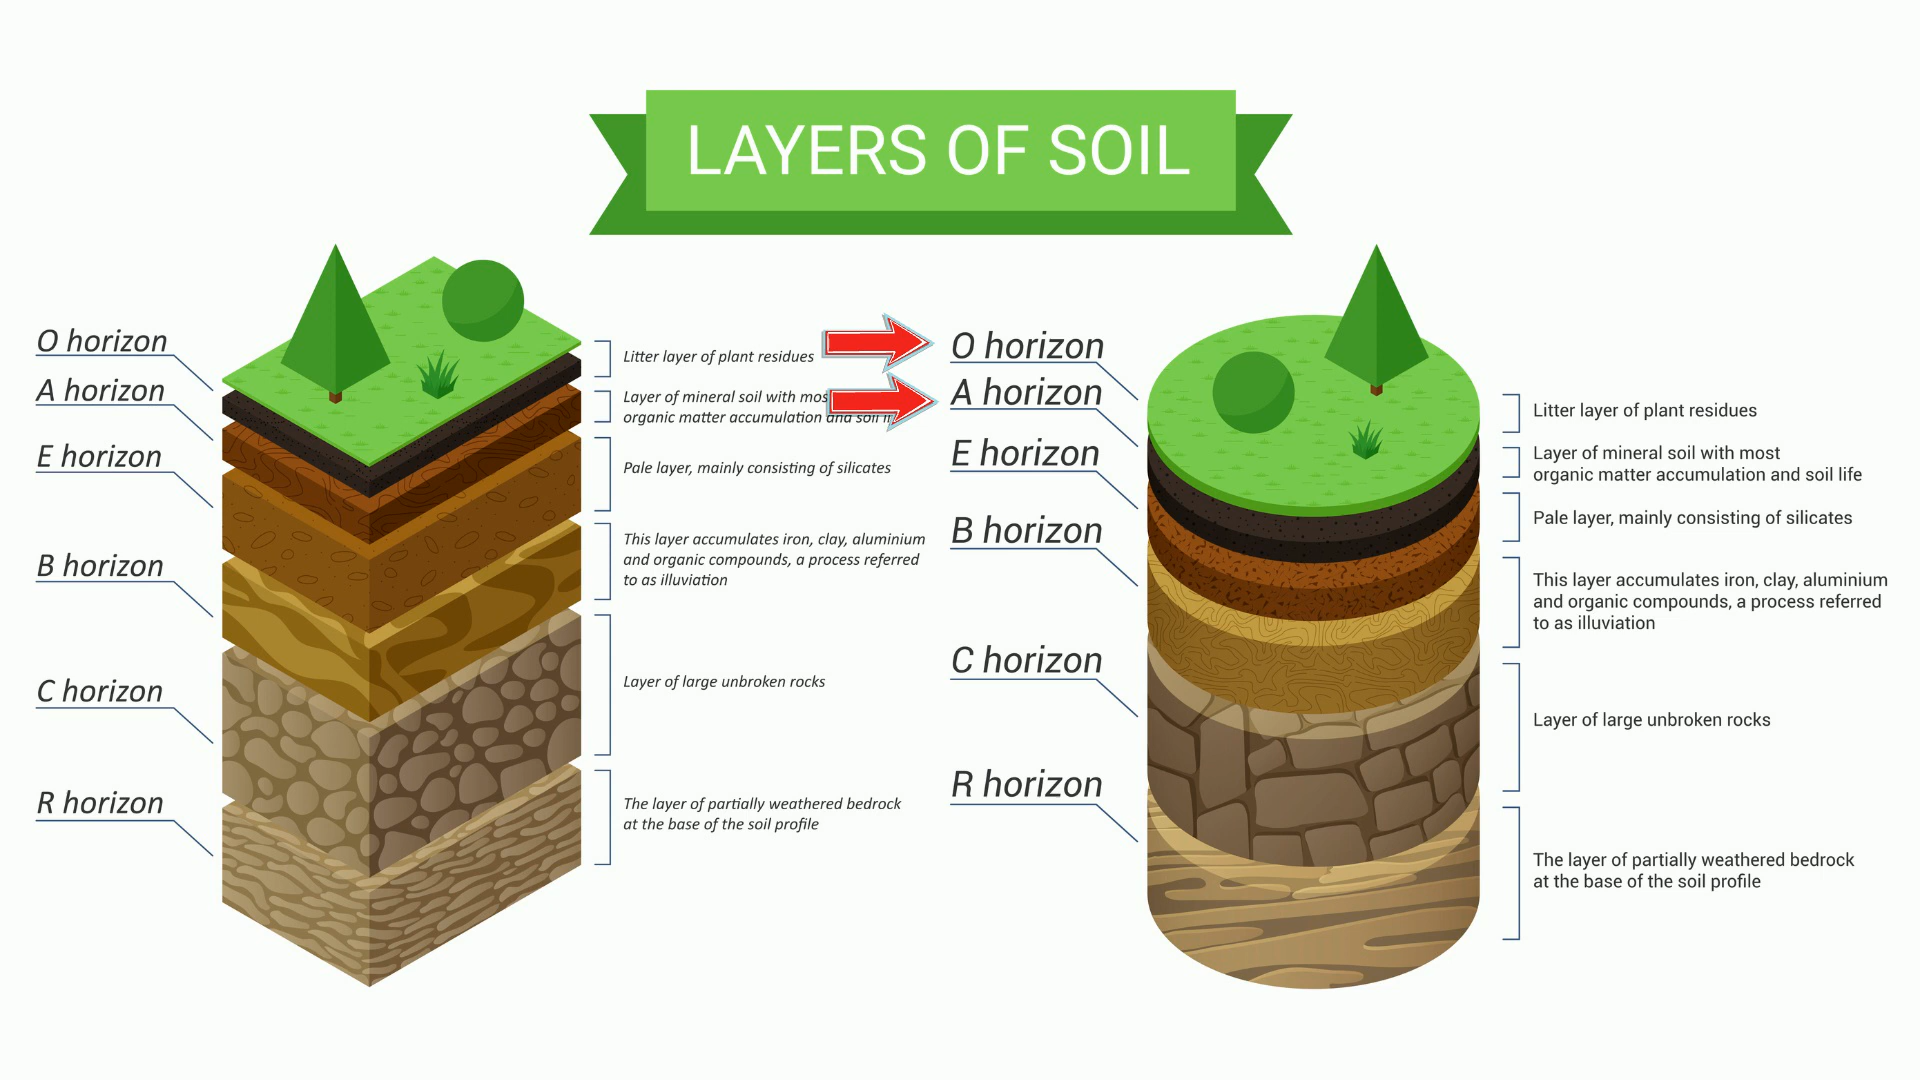 LAYERS OF SOIL
O horizon
A horizon
E horizon
B horizon
C horizon
R horizon
Litter layer of plant residues
Layer of mineral soil with
organic matter accumulation and soil
Pale layer, mainly consisting of silicates
This layer accumulates iron, clay, aluminium
and organic compounds, a process referred
to as illuviation
Layer of large unbroken rocks
The layer of partially weathered bedrock
at the base of the soil profile
O horizon
A horizon
E horizon
B horizon
C horizon
R horizon
Litter layer of plant residues
Layer of mineral soil with most
organic matter accumulation and soil life
Pale layer, mainly consisting of silicates
This layer accumulates iron, clay, aluminium
and organic compounds, a process referred
to as illuviation
Layer of large unbroken rocks
The layer of partially weathered bedrock
at the base of the soil profile